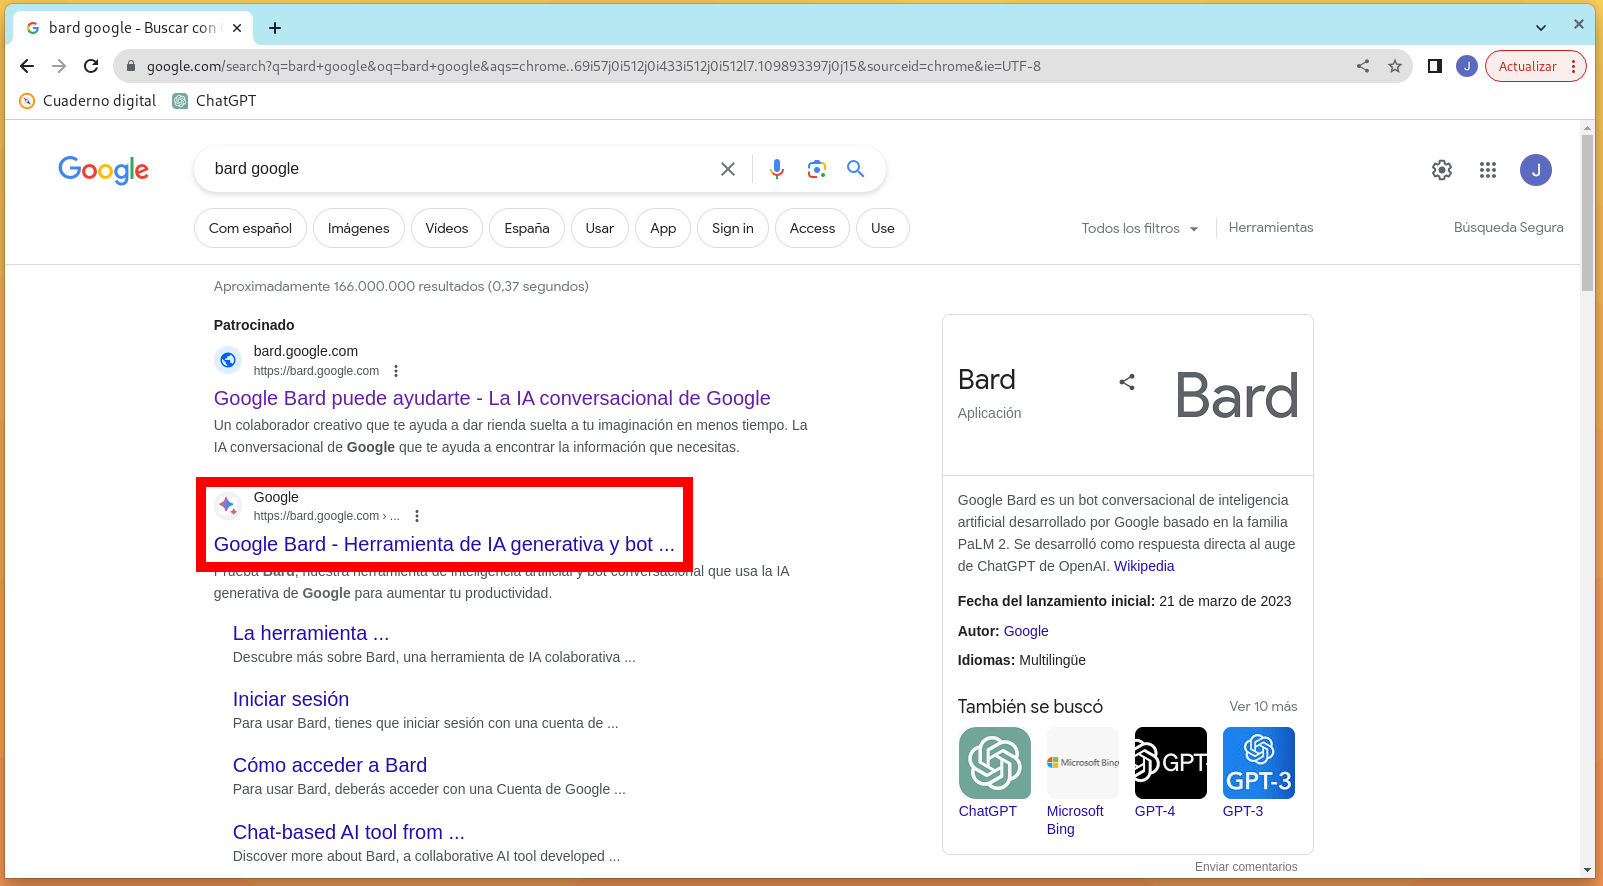 bard google - Buscar con
google.com/search?q=bard+google&oq=bard+google&aqs=chrome..69i57j0i512j0i433i512j0i512l7.109893397j0j15&sourceid=chrome&ie=UTF-8
J
Actualizar
Cuaderno digital
ChatGPT
Google
bard google
J
Com español
Imágenes
Vídeos
España
Usar
App
Sign in
Access
Use
Todos los filtros
Herramientas
Búsqueda Segura
Aproximadamente 166.000.000 resultados (0,37 segundos)
Patrocinado
bard.google.com
https://bard.google.com
Google Bard puede ayudarte - La IA conversacional de Google
Un colaborador creativo que te ayuda a dar rienda suelta a tu imaginación en menos tiempo. La
IA conversacional de Google que te ayuda a encontrar la información que necesitas.
Google
https://bard.google.com › ...
Google Bard - Herramienta de IA generativa y bot ...
Prueba Bard, nuestra herramienta de inteligencia artificial y bot conversacional que usa la IA
generativa de Google para aumentar tu productividad.
La herramienta ...
Descubre más sobre Bard, una herramienta de IA colaborativa ...
Iniciar sesión
Para usar Bard, tienes que iniciar sesión con una cuenta de ...
Cómo acceder a Bard
Para usar Bard, deberás acceder con una Cuenta de Google ...
Chat-based AI tool from ...
Discover more about Bard, a collaborative AI tool developed ...
Bard
Aplicación
Bard
Google Bard es un bot conversacional de inteligencia
artificial desarrollado por Google basado en la familia
PaLM 2. Se desarrolló como respuesta directa al auge
de ChatGPT de OpenAI. Wikipedia
Fecha del lanzamiento inicial: 21 de marzo de 2023
Autor: Google
Idiomas: Multilingüe
También se buscó
Ver 10 más
Microsoft Bing
GPT-
GPT-3
ChatGPT
Microsoft
Bing
GPT-4
GPT-3
Enviar comentarios